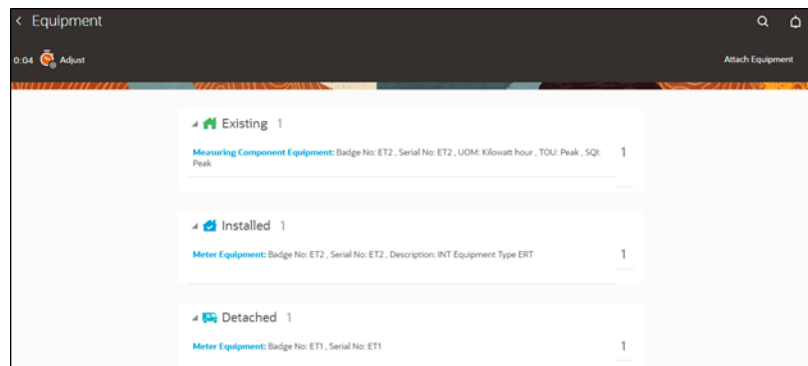 Equipment
0:04 Adjust Attach Equipment
Existing 1
Measuring Component Equipment: Badge No: ET2 , Serial No: ET2 , UOM: Kilowatt hour , TOU: Peak , SQI: 1
Peak
Installed 1
Meter Equipment: Badge No: ET2 , Serial No: ET2 , Description: INT Equipment Type ERT 1
Detached 1
Meter Equipment: Badge No: ET1 , Serial No: ET1 1